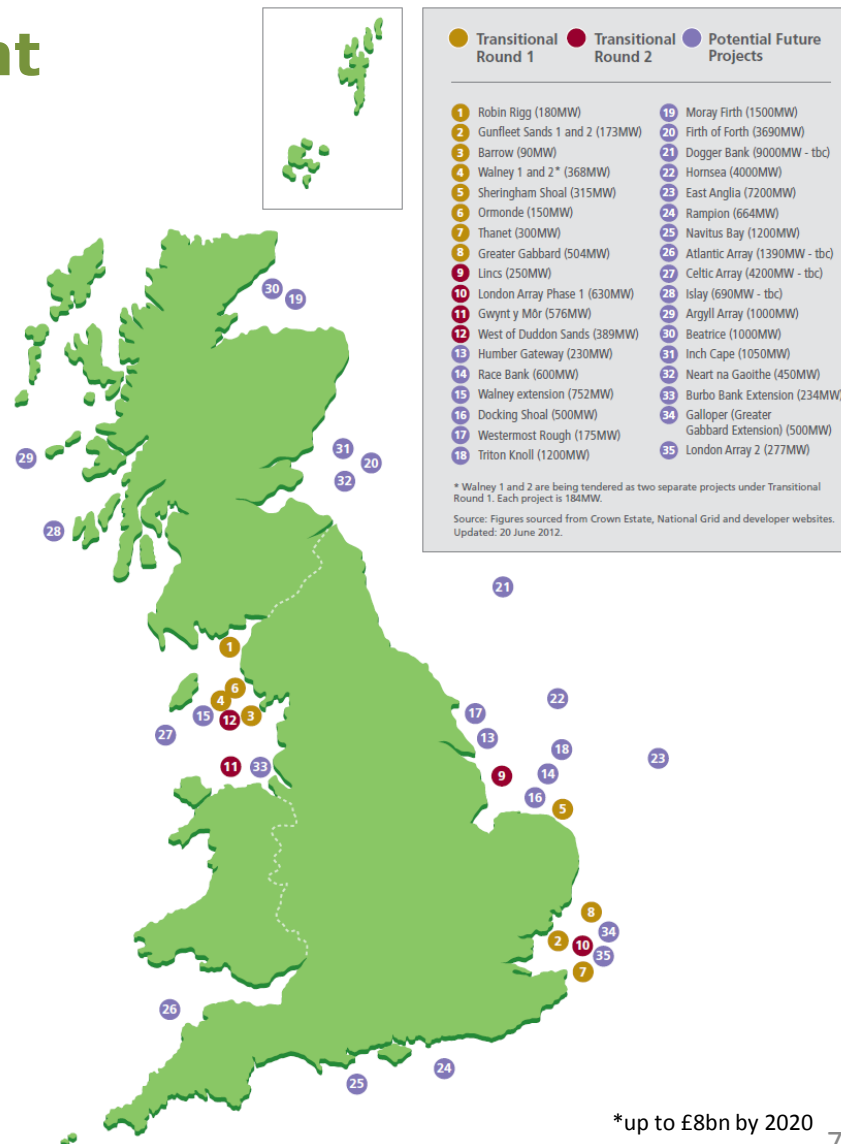 nt
Transitional Round 1
Transitional Round 2
Potential Future Projects
1 Robin Rigg (180MW)
2 Gunfleet Sands 1 and 2 (173MW)
3 Barrow (90MW)
4 Walney 1 and 2* (368MW)
5 Sheringham Shoal (315MW)
6 Ormonde (150MW)
7 Thanet (300MW)
8 Greater Gabbard (504MW)
9 Lincs (250MW)
10 London Array Phase 1 (630MW)
11 Gwynt y Môr (576MW)
12 West of Duddon Sands (389MW)
13 Humber Gateway (230MW)
14 Race Bank (600MW)
15 Walney extension (752MW)
16 Docking Shoal (500MW)
17 Westermost Rough (175MW)
18 Triton Knoll (1200MW)
19 Moray Firth (1500MW)
20 Firth of Forth (3690MW)
21 Dogger Bank (9000MW - tbc)
22 Hornsea (4000MW)
23 East Anglia (7200MW)
24 Rampion (664MW)
25 Navitus Bay (1200MW)
26 Atlantic Array (1390MW - tbc)
27 Celtic Array (4200MW - tbc)
28 Islay (690MW - tbc)
29 Argyll Array (1000MW)
30 Beatrice (1000MW)
31 Inch Cape (1050MW)
32 Neart na Gaoithe (450MW)
33 Burbo Bank Extension (234MW)
34 Galloper (Greater
Gabbard Extension) (500MW)
35 London Array 2 (277MW)
* Walney 1 and 2 are being tendered as two separate projects under Transitional
Round 1. Each project is 184MW.
Source: Figures sourced from Crown Estate, National Grid and developer websites.
Updated: 20 June 2012.
30
19
31
29
20
32
28
21
1
6
4
22
15
12
3
17
27
13
18
23
11
33
9
14
16
5
8
34
2
10
35
7
26
24
25
*up to £8bn by 2020
7